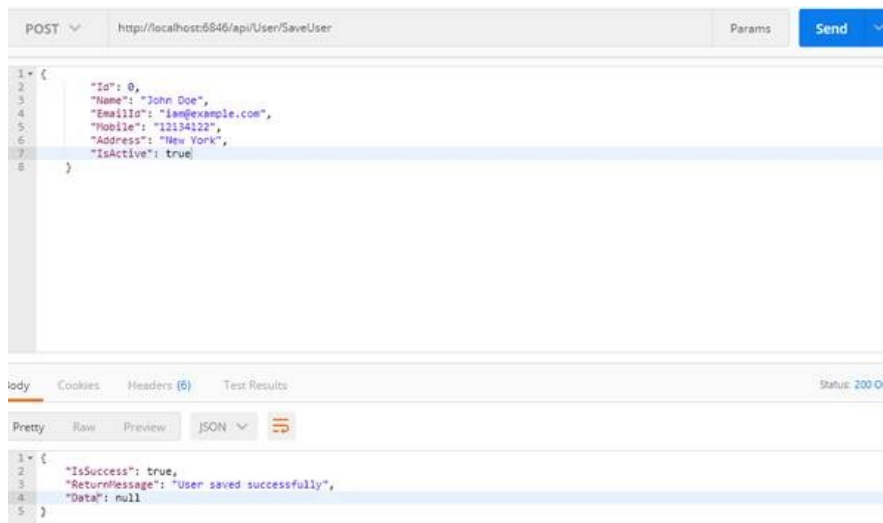 POST http://localhost:6846/api/User/SaveUser Params Send
1 {
2 "Id": 0,
3 "Name": "John Doe",
4 "EmailId": "iam@example.com",
5 "Mobile": "12134122",
6 "Address": "New York",
7 "IsActive": true
8 }
Body Cookies Headers (6) Test Results Status: 200 O
Pretty Raw Preview JSON
1 {
2 "IsSuccess": true,
3 "ReturnMessage": "User saved successfully",
4 "Data": null
5 }